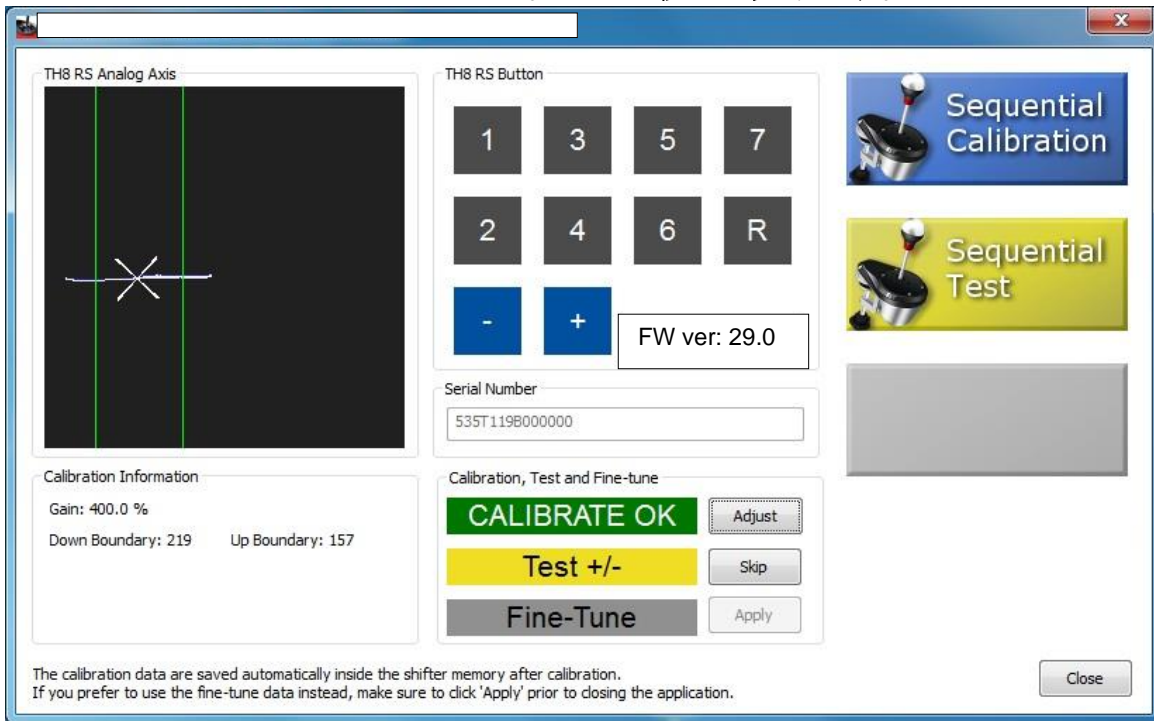 TH8 RS Analog Axis
TH8 RS Button
1 3 5 7
2 4 6 R
- +
FW ver: 29.0
Serial Number
535T119B000000
Sequential
Calibration
Sequential
Test
Calibration Information
Gain: 400.0 %
Down Boundary: 219 Up Boundary: 157
Calibration, Test and Fine-tune
CALIBRATE OK Adjust
Test +/- Skip
Fine-Tune Apply
The calibration data are saved automatically inside the shifter memory after calibration.
If you prefer to use the fine-tune data instead, make sure to click 'Apply' prior to closing the application.
Close